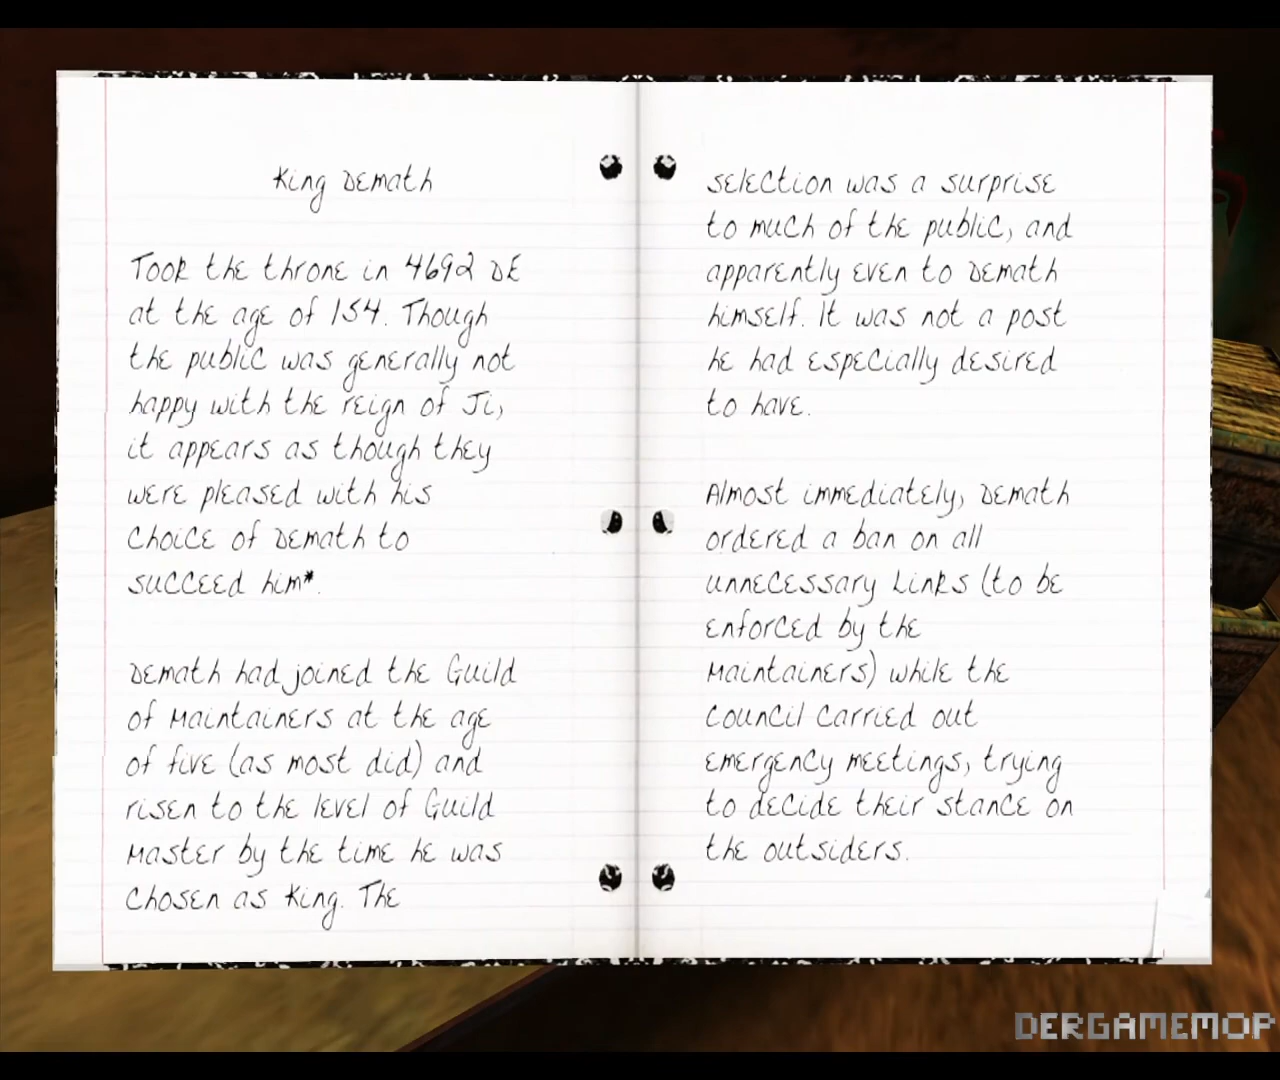 King Demath
Took the throne in 4692 DE
at the age of 154. Though
the public was generally not
happy with the reign of Ji,
it appears as though they
were pleased with his
choice of Demath to
succeed him*.
Demath had joined the Guild
of Maintainers at the age
of five (as most did) and
risen to the level of Guild
Master by the time he was
chosen as King. The
selection was a surprise
to much of the public, and
apparently even to Demath
himself. It was not a post
he had especially desired
to have.
Almost immediately, Demath
ordered a ban on all
unnecessary Links (to be
enforced by the
Maintainers) while the
council carried out
emergency meetings, trying
to decide their stance on
the outsiders.
DERGAMEMOP